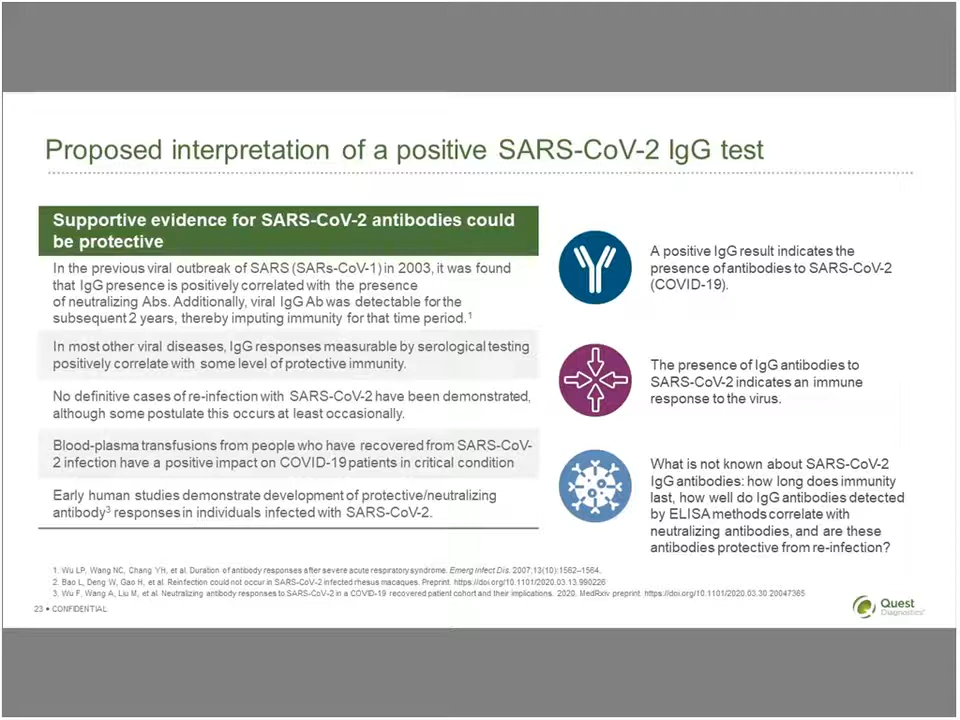 Proposed interpretation of a positive SARS-CoV-2 IgG test
Supportive evidence for SARS-CoV-2 antibodies could
be protective
In the previous viral outbreak of SARS (SARs-CoV-1) in 2003, it was found
that IgG presence is positively correlated with the presence
of neutralizing Abs. Additionally, viral IgG Ab was detectable for the
subsequent 2 years, thereby imputing immunity for that time period.1
In most other viral diseases, IgG responses measurable by serological testing
positively correlate with some level of protective immunity.
No definitive cases of re-infection with SARS-CoV-2 have been demonstrated,
although some postulate this occurs at least occasionally.
Blood-plasma transfusions from people who have recovered from SARS-CoV-
2 infection have a positive impact on COVID-19 patients in critical condition
Early human studies demonstrate development of protective/neutralizing
antibody3 responses in individuals infected with SARS-CoV-2.
A positive IgG result indicates the
presence of antibodies to SARS-CoV-2
(COVID-19).
The presence of IgG antibodies to
SARS-CoV-2 indicates an immune
response to the virus.
What is not known about SARS-CoV-2
IgG antibodies: how long does immunity
last, how well do IgG antibodies detected
by ELISA methods correlate with
neutralizing antibodies, and are these
antibodies protective from re-infection?
1. Wu LP, Wang NC, Chang YH, et al. Duration of antibody responses after severe acute respiratory syndrome. Emerg Infect Dis. 2007;13(10):1562–1564.
2. Bao L, Deng W, Gao H, et al. Reinfection could not occur in SARS-CoV-2 infected rhesus macaques. Preprint. https://doi.org/10.1101/2020.03.13.990226
3. Wu F, Wang A, Liu M, et al. Neutralizing antibody responses to SARS-CoV-2 in a COVID-19 recovered patient cohort and their implications. 2020. MedRxiv preprint. https://doi.org/10.1101/2020.03.30.20047365
23 • CONFIDENTIAL
Quest
Diagnostics